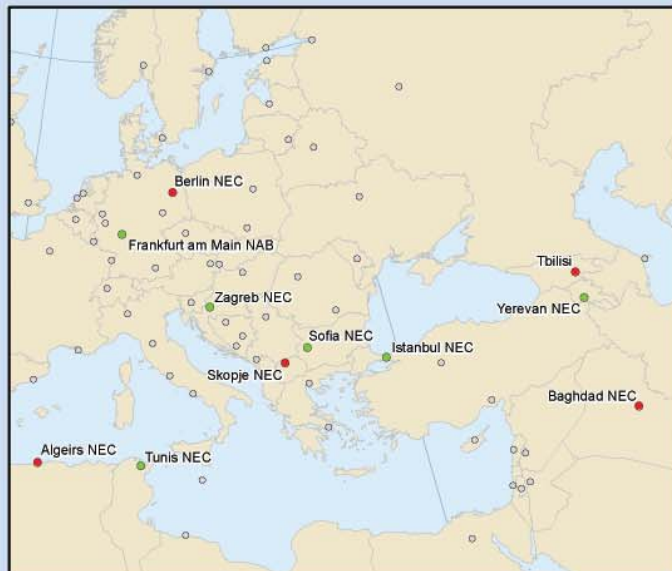 Berlin NEC
Frankfurt am Main NAB
Tbilisi
Zagreb NEC
Yerevan NEC
Sofia NEC
Istanbul NEC
Skopje NEC
Baghdad NEC
Algeirs NEC
Tunis NEC